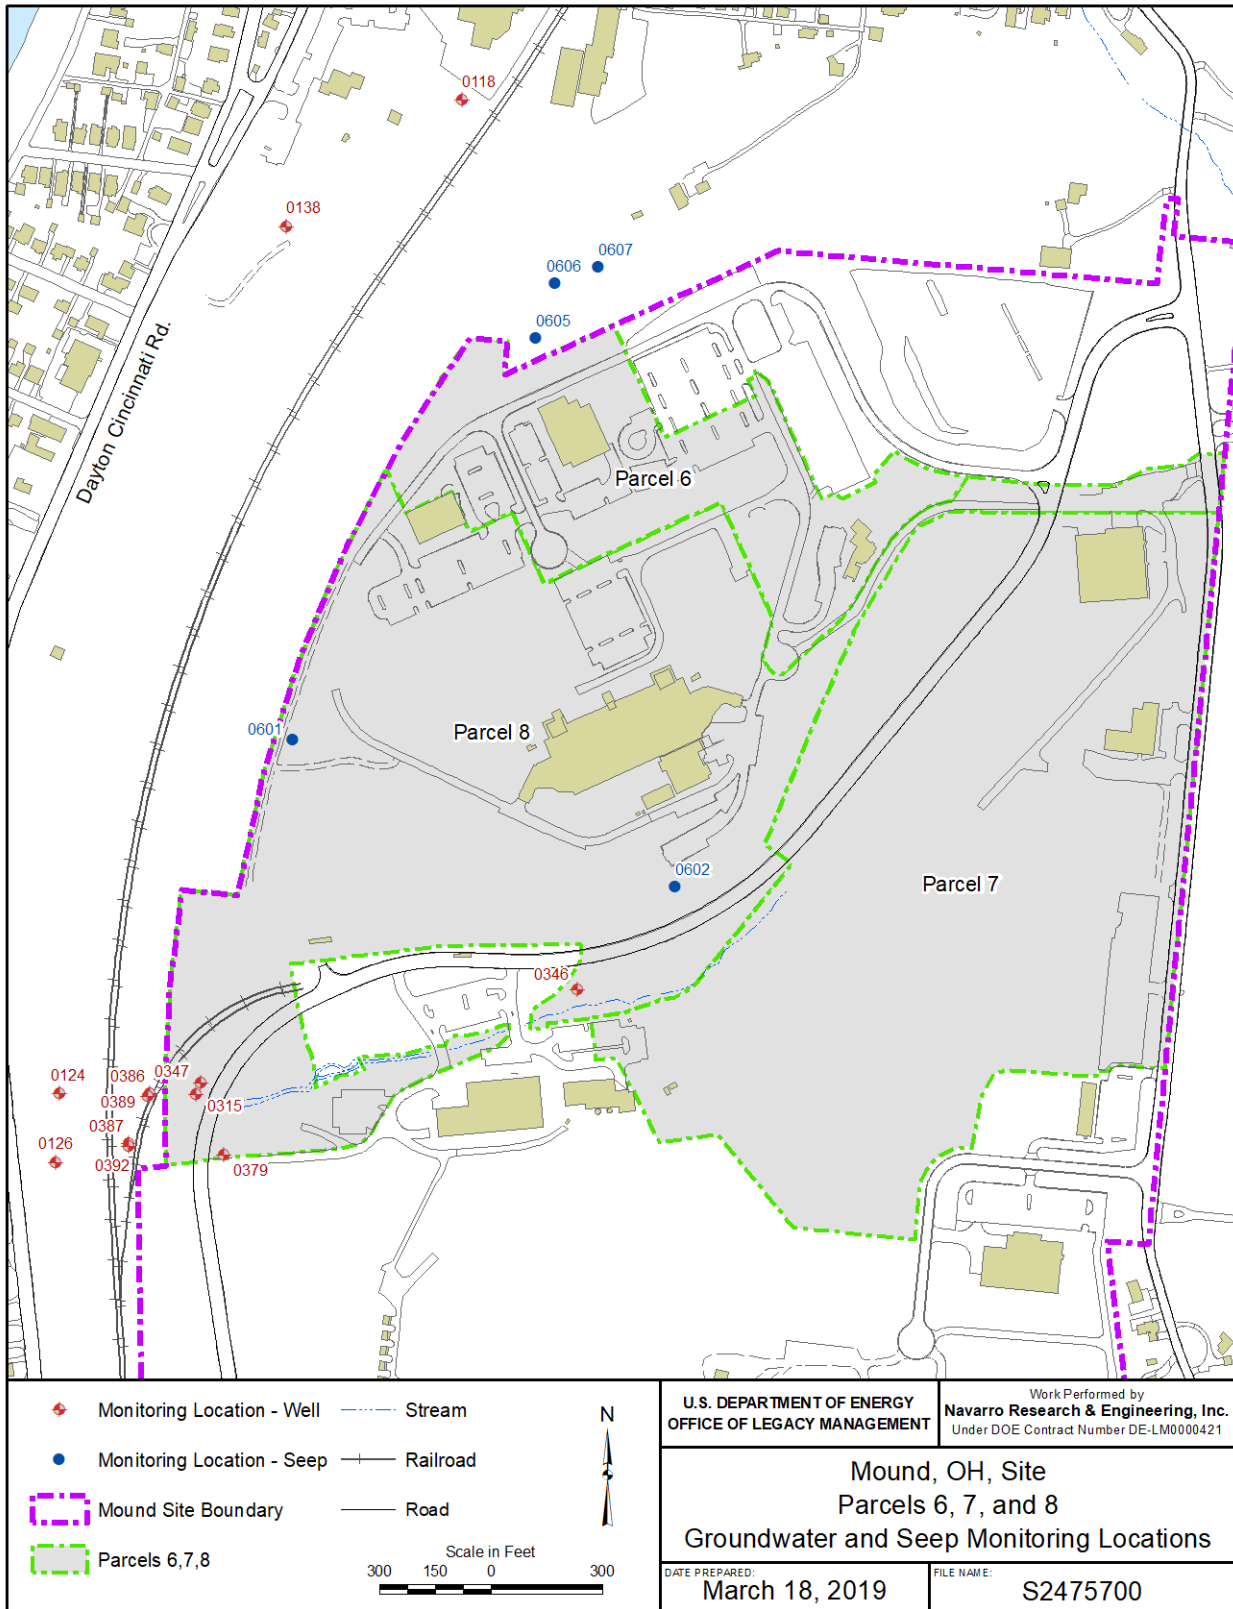 0118
0138
0607
0606
0605
Dayton Cincinnati Rd.
Parcel 6
0601
Parcel 8
0602
Parcel 7
0346
0124
0386
0347
0389
0315
0387
0126
0392
0379
Monitoring Location - Well
Stream
N
Monitoring Location - Seep
Railroad
Mound Site Boundary
Road
Parcels 6,7,8
Scale in Feet
300 150 0 300
U.S. DEPARTMENT OF ENERGY
OFFICE OF LEGACY MANAGEMENT
Work Performed by
Navarro Research & Engineering, Inc.
Under DOE Contract Number DE-LM0000421
Mound, OH, Site
Parcels 6, 7, and 8
Groundwater and Seep Monitoring Locations
DATE PREPARED:
March 18, 2019
FILE NAME:
S2475700